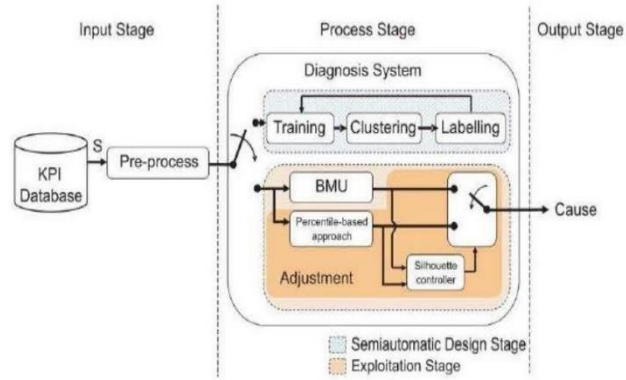 Input Stage
Process Stage
Output Stage
Diagnosis System
Training
Clustering
Labelling
S
KPI
Database
Pre-process
BMU
Percentile-based
approach
Cause
Silhouette
controller
Adjustment
Semiautomatic Design Stage
Exploitation Stage